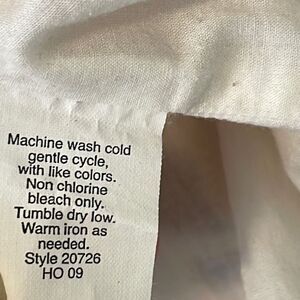 Machine wash cold
gentle cycle,
with like colors.
Non chlorine
bleach only.
Tumble dry low.
Warm iron as
needed.
Style 20726
HO 09